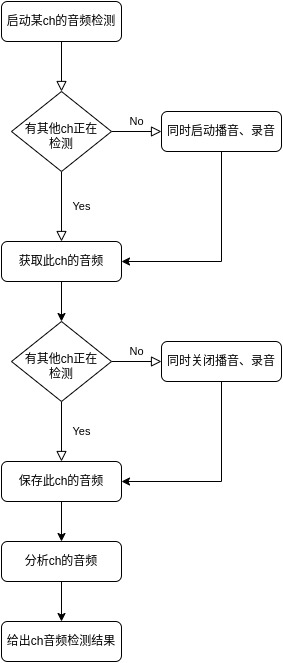 启动某ch的音频检测
有其他ch正在
检测
No
同时启动播音、录音
Yes
获取此ch的音频
有其他ch正在
检测
No
同时关闭播音、录音
Yes
保存此ch的音频
分析ch的音频
给出ch音频检测结果